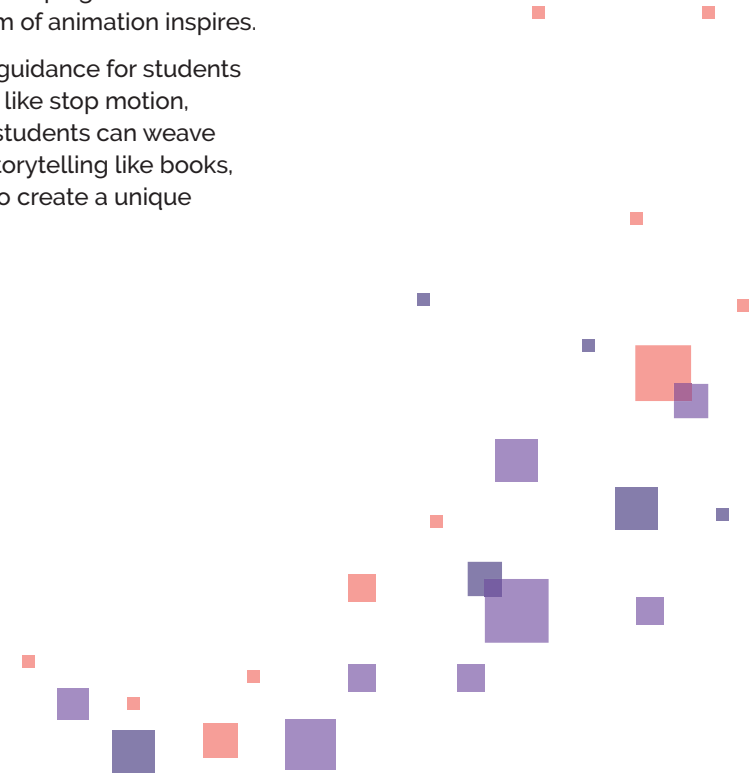 m of animation inspires.
guidance for students
like stop motion,
students can weave
torytelling like books,
o create a unique